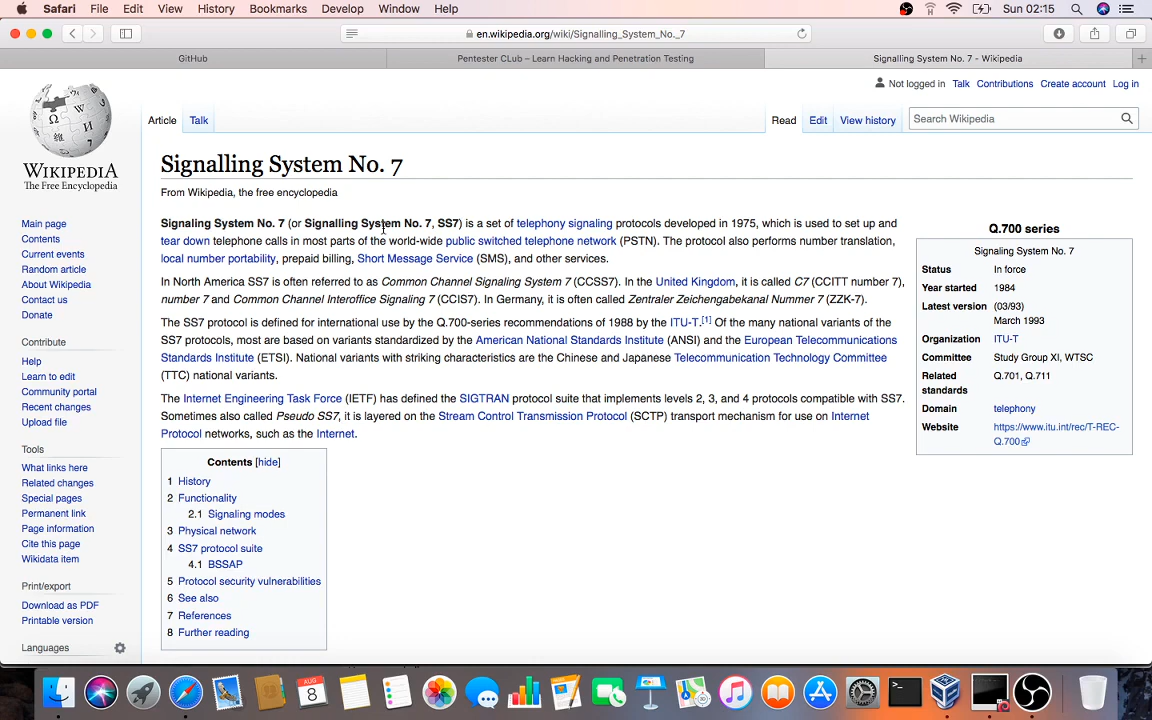 Safari File Edit View History Bookmarks Develop Window Help Sun 02:15
en.wikipedia.org/wiki/Signalling_System_No._7
GitHub Pentester CLub – Learn Hacking and Penetration Testing Signalling System No. 7 - Wikipedia
Not logged in Talk Contributions Create account Log in
Article Talk Read Edit View history Search Wikipedia
WIKIPEDIA
The Free Encyclopedia
Main page
Contents
Current events
Random article
About Wikipedia
Contact us
Donate
Contribute
Help
Learn to edit
Community portal
Recent changes
Upload file
Tools
What links here
Related changes
Special pages
Permanent link
Page information
Cite this page
Wikidata item
Print/export
Download as PDF
Printable version
Languages
Signalling System No. 7
From Wikipedia, the free encyclopedia
Signaling System No. 7 (or Signalling System No. 7, SS7) is a set of telephony signaling protocols developed in 1975, which is used to set up and
tear down telephone calls in most parts of the world-wide public switched telephone network (PSTN). The protocol also performs number translation,
local number portability, prepaid billing, Short Message Service (SMS), and other services.
In North America SS7 is often referred to as Common Channel Signaling System 7 (CCSS7). In the United Kingdom, it is called C7 (CCITT number 7),
number 7 and Common Channel Interoffice Signaling 7 (CCIS7). In Germany, it is often called Zentraler Zeichengabekanal Nummer 7 (ZZK-7).
The SS7 protocol is defined for international use by the Q.700-series recommendations of 1988 by the ITU-T.[1] Of the many national variants of the
SS7 protocols, most are based on variants standardized by the American National Standards Institute (ANSI) and the European Telecommunications
Standards Institute (ETSI). National variants with striking characteristics are the Chinese and Japanese Telecommunication Technology Committee
(TTC) national variants.
The Internet Engineering Task Force (IETF) has defined the SIGTRAN protocol suite that implements levels 2, 3, and 4 protocols compatible with SS7.
Sometimes also called Pseudo SS7, it is layered on the Stream Control Transmission Protocol (SCTP) transport mechanism for use on Internet
Protocol networks, such as the Internet.
Contents [hide]
1 History
2 Functionality
2.1 Signaling modes
3 Physical network
4 SS7 protocol suite
4.1 BSSAP
5 Protocol security vulnerabilities
6 See also
7 References
8 Further reading
Q.700 series
Signalling System No. 7
Status In force
Year started 1984
Latest version (03/93)
March 1993
Organization ITU-T
Committee Study Group XI, WTSC
Related Q.701, Q.711
standards
Domain telephony
Website https://www.itu.int/rec/T-REC-
Q.700
AUG
8